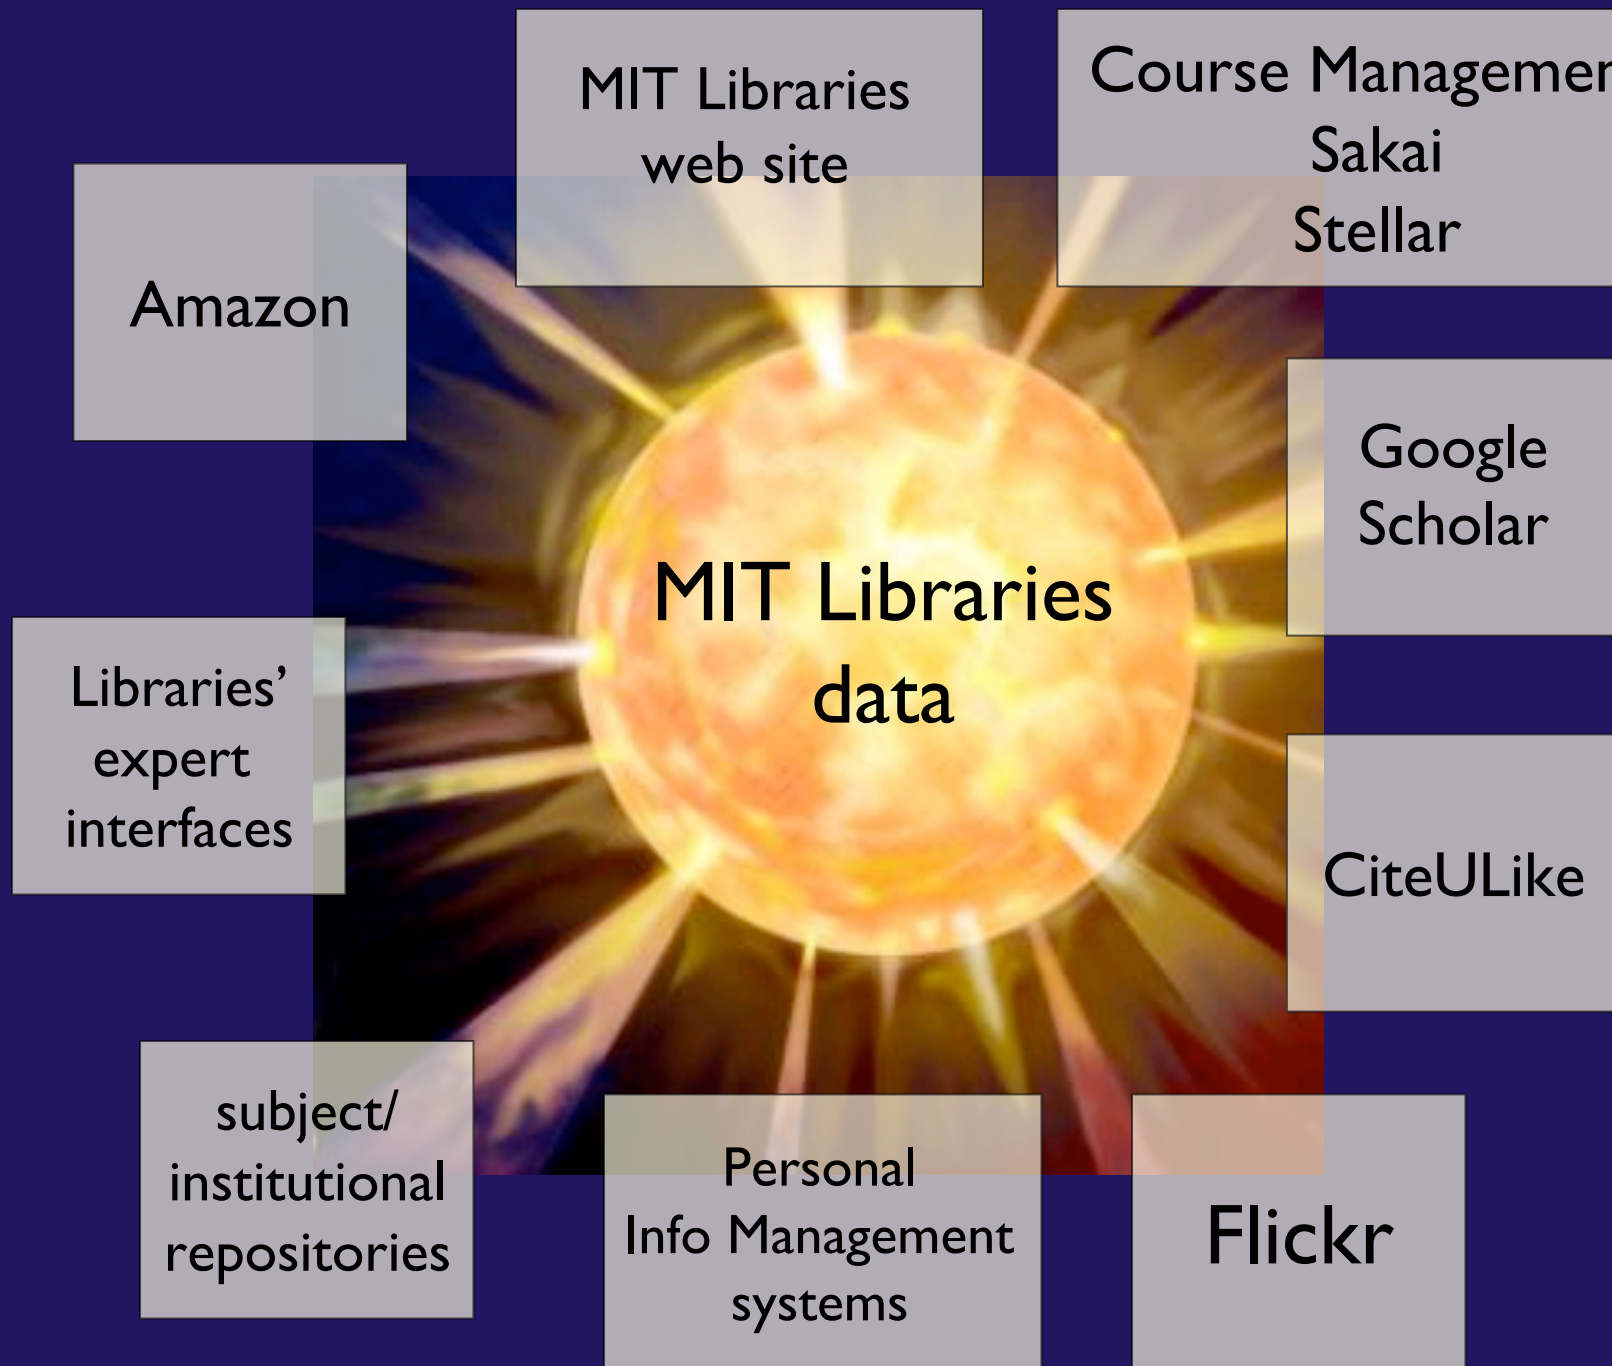 MIT Libraries
web site
Course Managemen
Sakai
Stellar
Amazon
Google
Scholar
MIT Libraries
data
Libraries’
expert
interfaces
CiteULike
subject/
institutional
repositories
Personal
Info Management
systems
Flickr